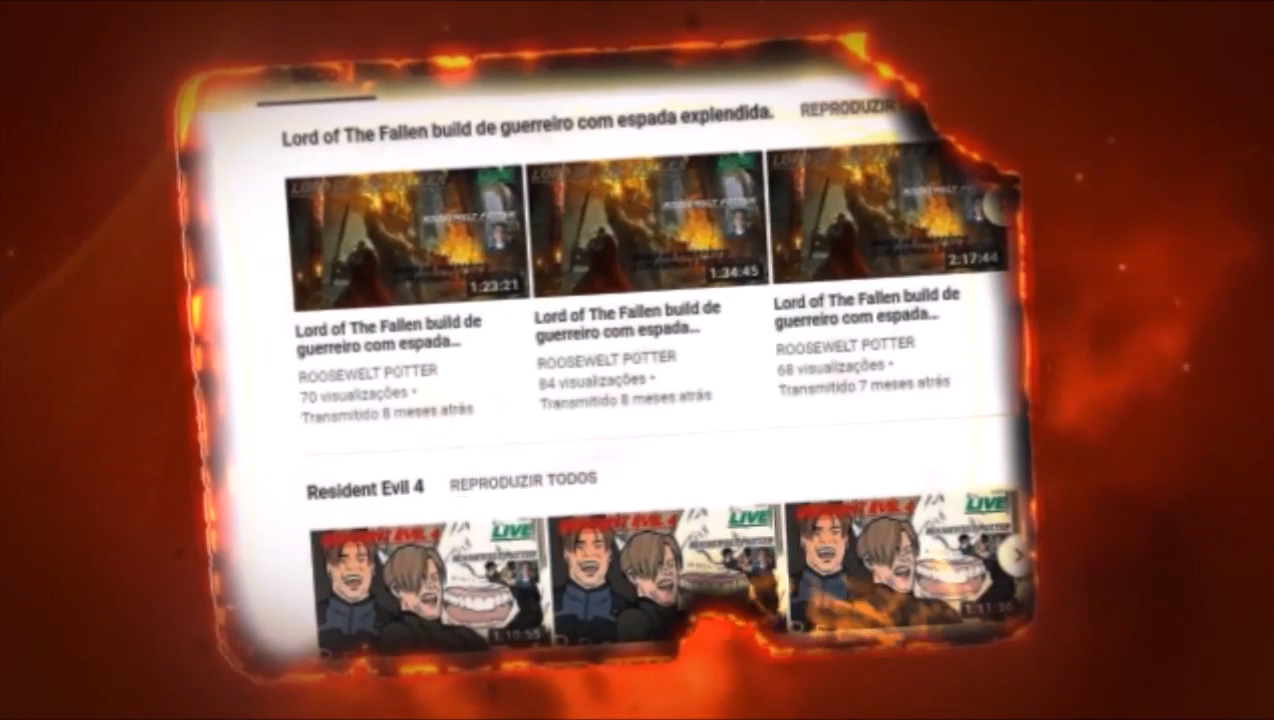 Lord of The Fallen build de guerreiro com espada explendida.
REPRODUZIR
1:23:21
1:34:45
2:17:44
Lord of The Fallen build de
guerreiro com espada...
ROOSEWELT POTTER
70 visualizações •
Transmitido 8 meses atrás
Lord of The Fallen build de
guerreiro com espada...
ROOSEWELT POTTER
84 visualizações •
Transmitido 8 meses atrás
Lord of The Fallen build de
guerreiro com espada...
ROOSEWELT POTTER
68 visualizações •
Transmitido 7 meses atrás
Resident Evil 4
REPRODUZIR TODOS
LIVE
LIVE
LIVE
1:10:55